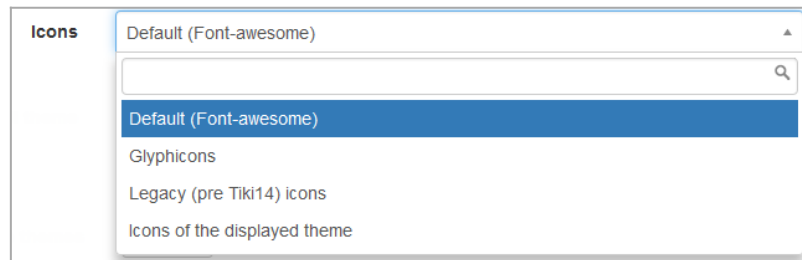 Icons
Default (Font-awesome)
Default (Font-awesome)
Glyphicons
Legacy (pre Tiki14) icons
Icons of the displayed theme